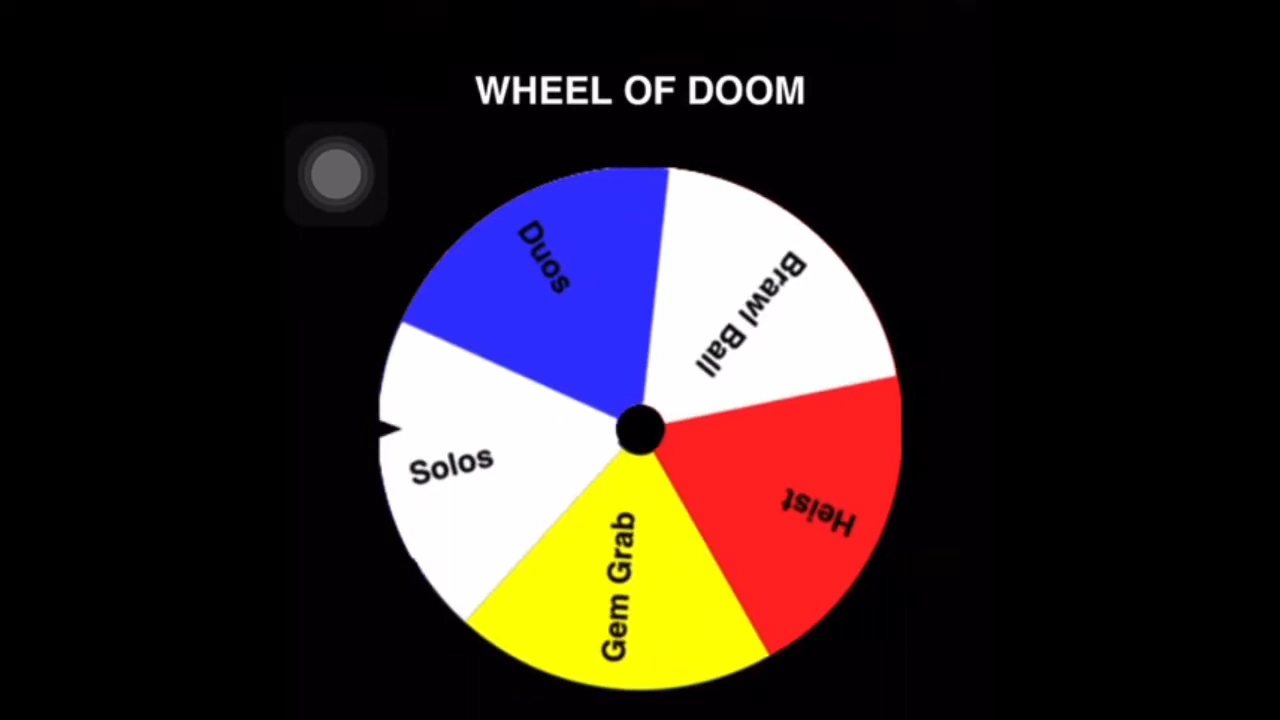 WHEEL OF DOOM
Duos
Brawl Ball
Solos
Heist
Gem Grab